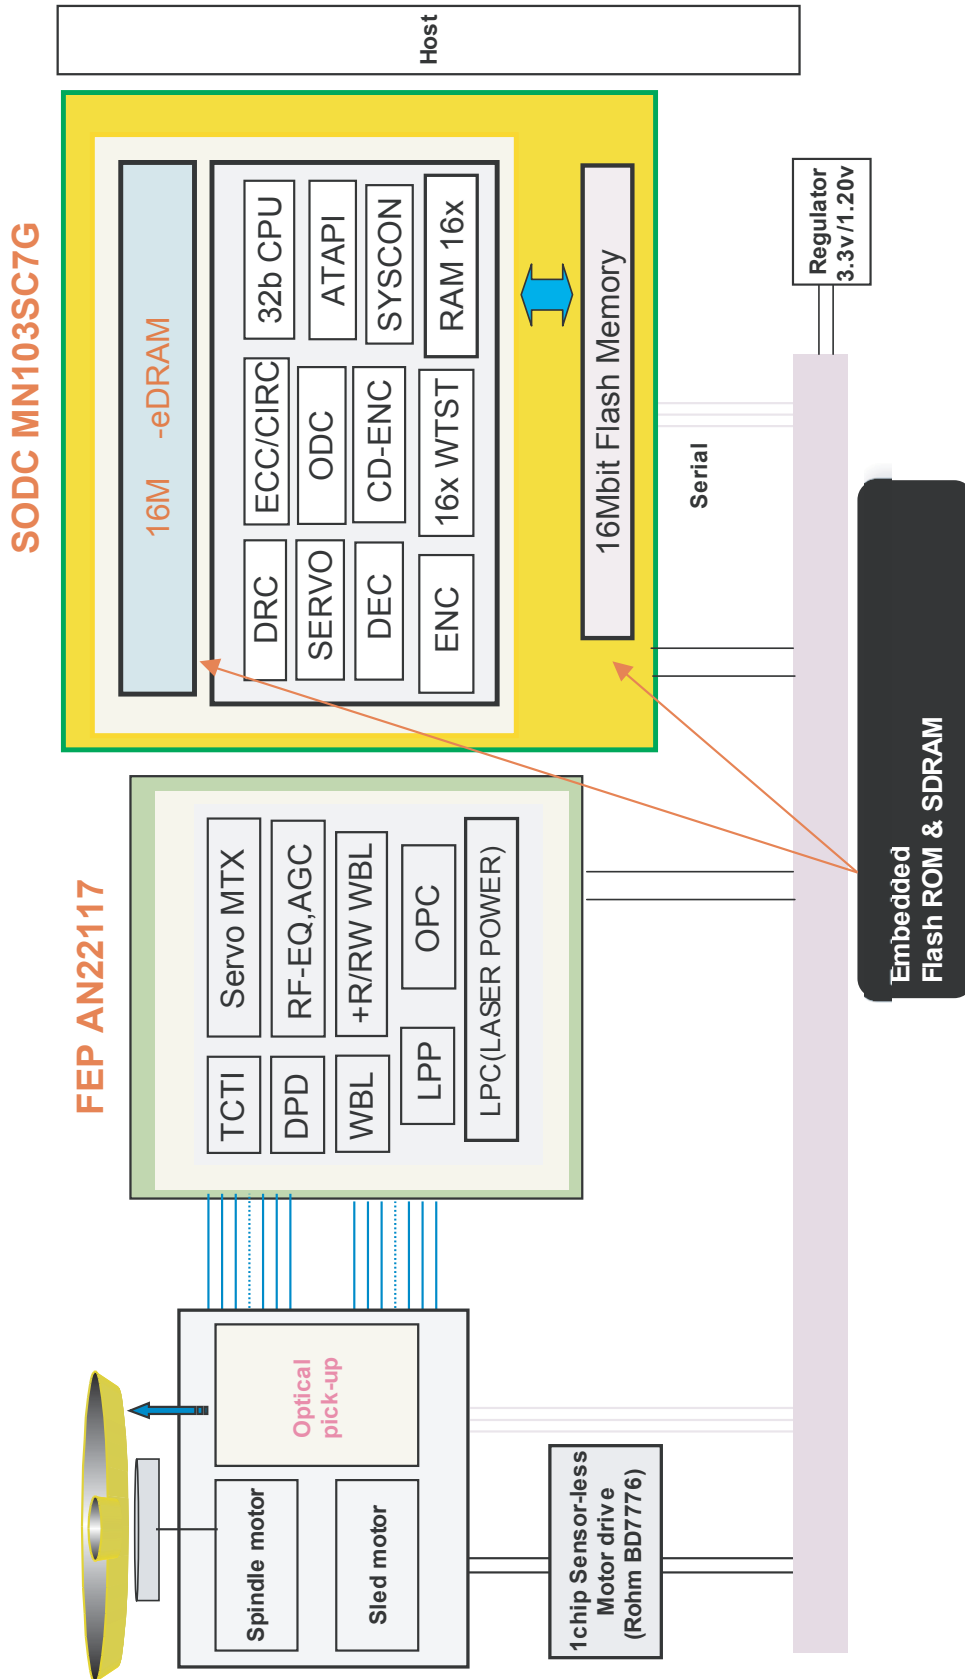 SODC MN103SC7G
FEP AN22117
Host
16M -eDRAM
DRC
ECC/CIRC
32b CPU
SERVO
ODC
ATAPI
DEC
CD-ENC
SYSCON
ENC
16x WTST
RAM 16x
16Mbit Flash Memory
TCTI
Servo MTX
DPD
RF-EQ,AGC
WBL
+R/RW WBL
LPP
OPC
LPC(LASER POWER)
Optical
pick-up
Spindle motor
Sled motor
1chip Sensor-less
Motor drive
(Rohm BD7776)
Serial
Regulator
3.3v/1.20v
Embedded
Flash ROM & SDRAM